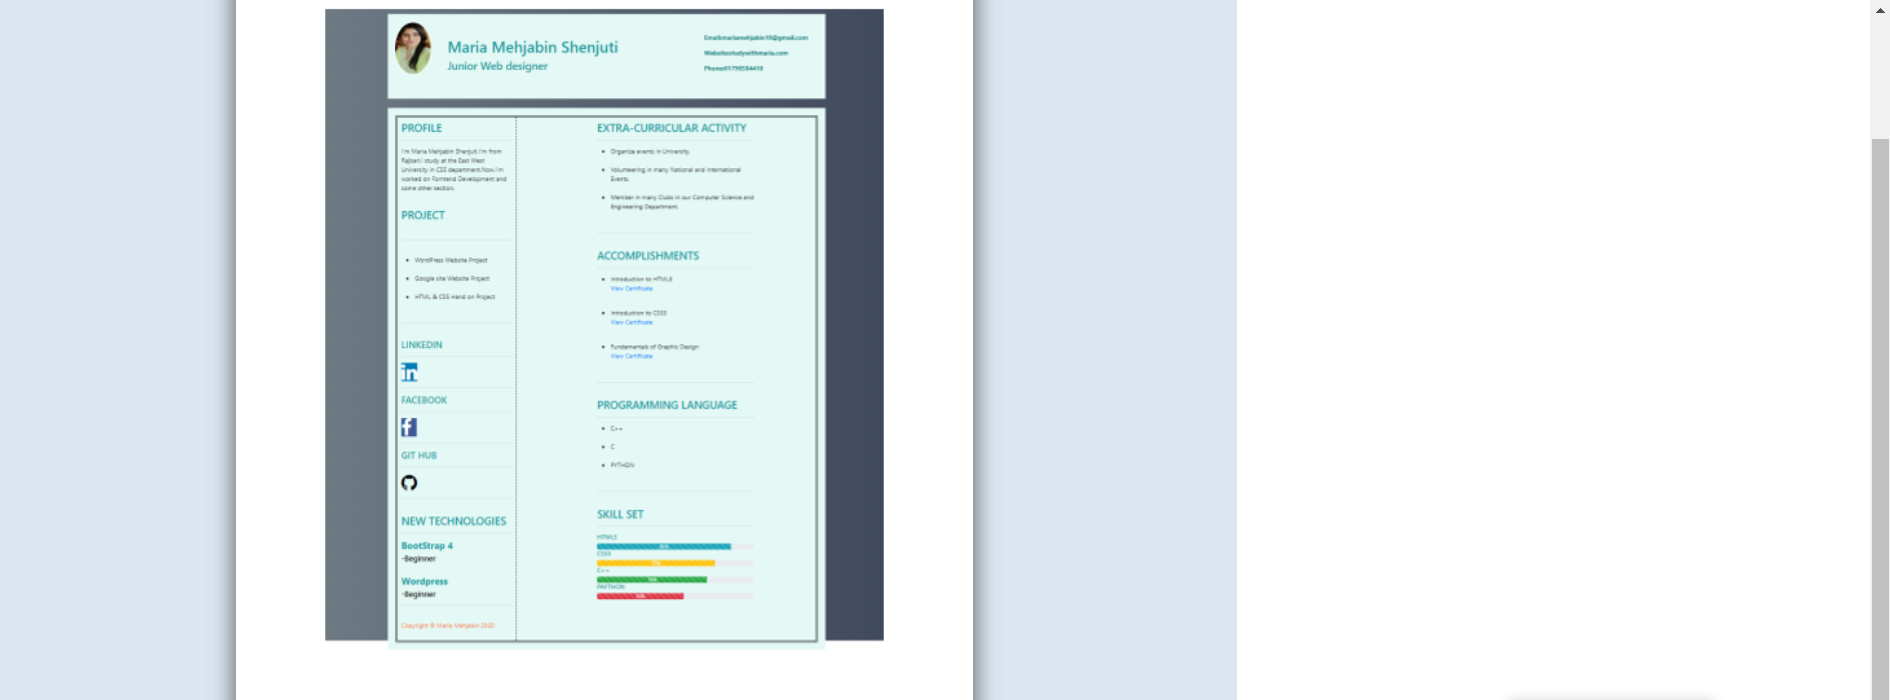 Maria Mehjabin Shenjuti
Junior Web designer
Email:mariamehjabin10@gmail.com
Website:studywithmaria.com
Phone:01798584410
PROFILE
I'm Maria Mehjabin Shenjuti.I'm from
Rajbari.I study at the East West
University in CSE department.Now,I'm
worked on Forntend Development and
some other section.
PROJECT
WordPress Website Project
Google site Website Project
HTML & CSS Hand on Project
LINKEDIN
in
FACEBOOK
f
GIT HUB
NEW TECHNOLOGIES
BootStrap 4
-Beginner
Wordpress
-Beginner
Copyright © Maria Mehjabin 2020
EXTRA-CURRICULAR ACTIVITY
Organize events in University.
Volunteering in many National and International
Events.
Member in many Clubs in our Computer Science and
Engineering Department.
ACCOMPLISHMENTS
Introduction to HTML5
View Certificate
Introduction to CSS3
View Certificate
Fundamentals of Graphic Design
View Certificate
PROGRAMMING LANGUAGE
C++
C
PYTHON
SKILL SET
HTML5
CSS3
C++
PAYTHON